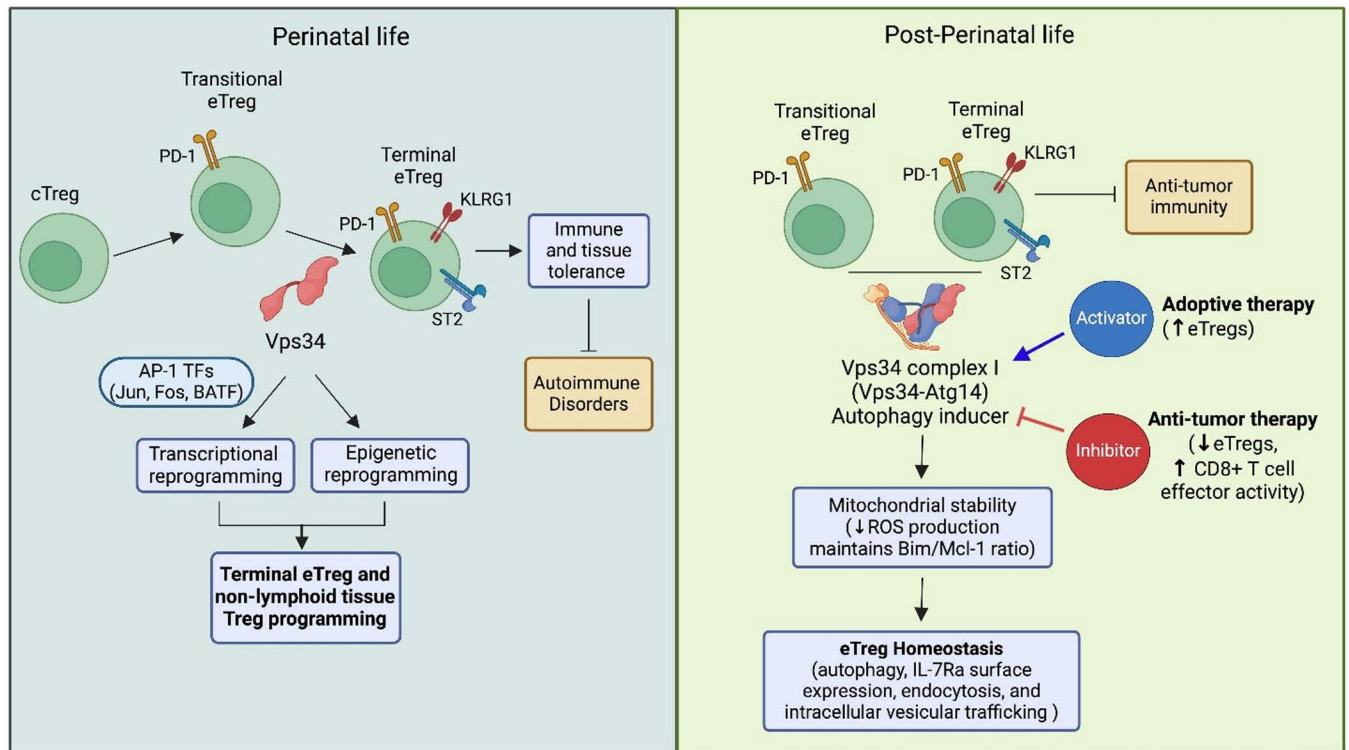 Perinatal life
Transitional
eTreg
PD-1
cTreg
Terminal
eTreg
PD-1
KLRG1
ST2
Immune
and tissue
tolerance
Autoimmune
Disorders
Vps34
AP-1 TFs
(Jun, Fos, BATF)
Transcriptional
reprogramming
Epigenetic
reprogramming
Terminal eTreg and
non-lymphoid tissue
Treg programming
Post-Perinatal life
Transitional
eTreg
PD-1
Terminal
eTreg
PD-1
KLRG1
ST2
Anti-tumor
immunity
Activator
Adoptive therapy
(↑eTregs)
Vps34 complex I
(Vps34-Atg14)
Autophagy inducer
Inhibitor
Anti-tumor therapy
(↓eTregs,
↑ CD8+ T cell
effector activity)
Mitochondrial stability
(↓ROS production
maintains Bim/Mcl-1 ratio)
eTreg Homeostasis
(autophagy, IL-7Ra surface
expression, endocytosis, and
intracellular vesicular trafficking )